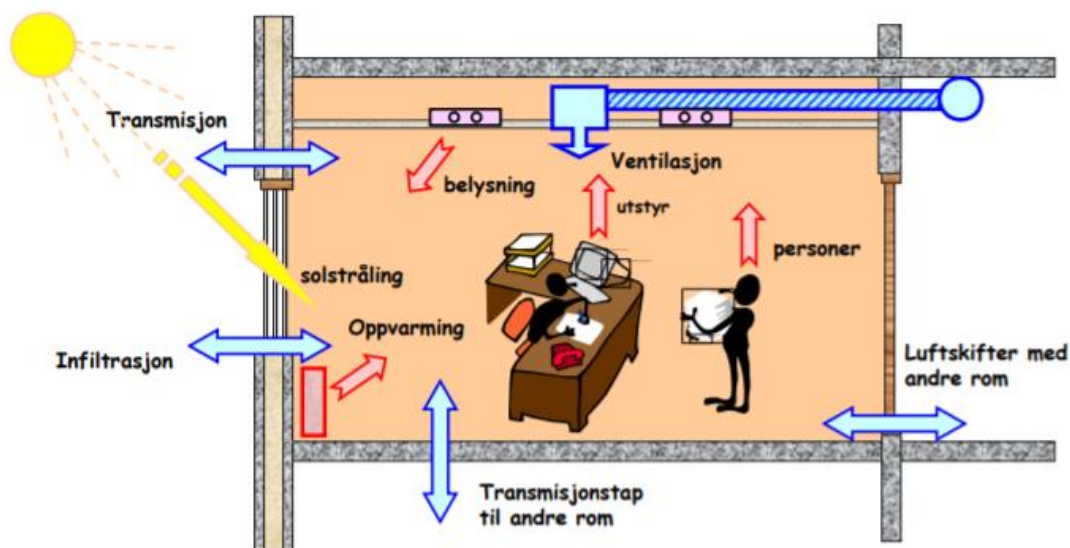 Transmisjon
Ventilasjon
belysning
utstyr
personer
solstråling
Oppvarming
Infiltrasjon
Luftskifter med
andre rom
Transmisjonstap
til andre rom